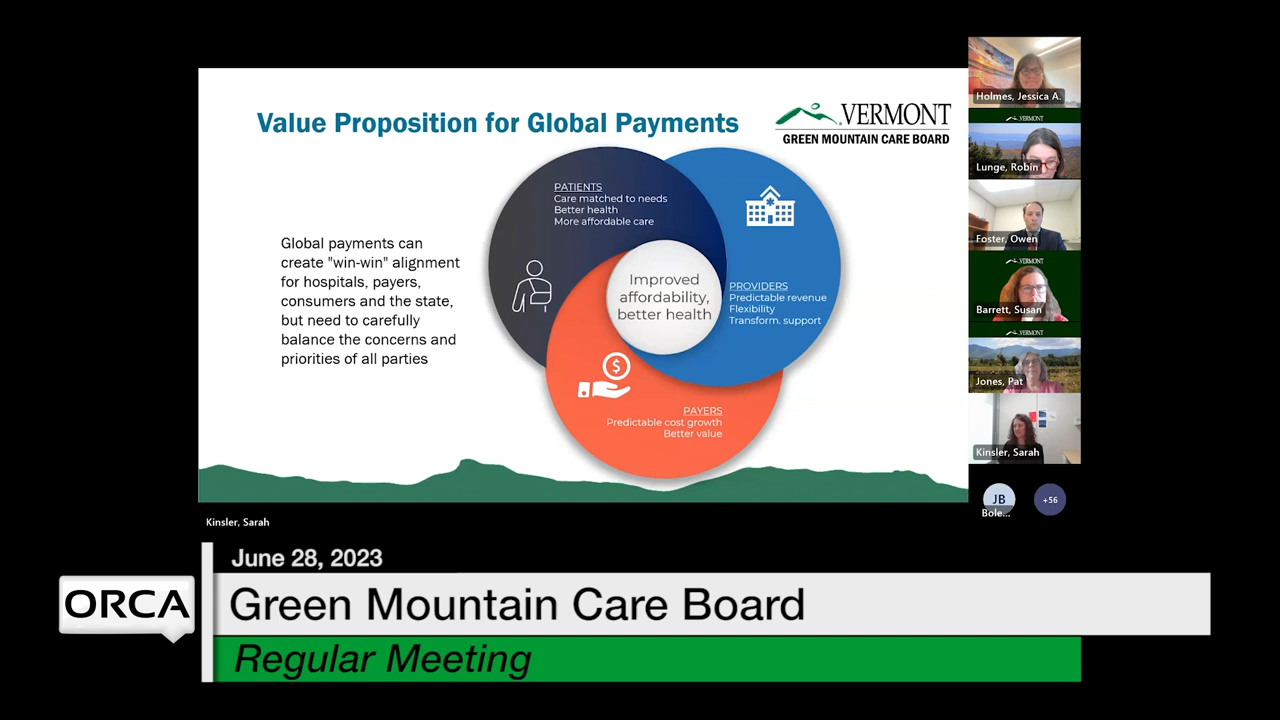 Value Proposition for Global Payments
VERMONT
GREEN MOUNTAIN CARE BOARD
Global payments can
create "win-win" alignment
for hospitals, payers,
consumers and the state,
but need to carefully
balance the concerns and
priorities of all parties
PATIENTS
Care matched to needs
Better health
More affordable care
Improved
affordability,
better health
PROVIDERS
Predictable revenue
Flexibility
Transform. support
$
PAYERS
Predictable cost growth
Better value
Holmes, Jessica A.
VERMONT
Lunge, Robin
Foster, Owen
VERMONT
Barrett, Susan
VERMONT
Jones, Pat
Kinsler, Sarah
JB
Bole...
+56
Kinsler, Sarah
June 28, 2023
ORCA
Green Mountain Care Board
Regular Meeting